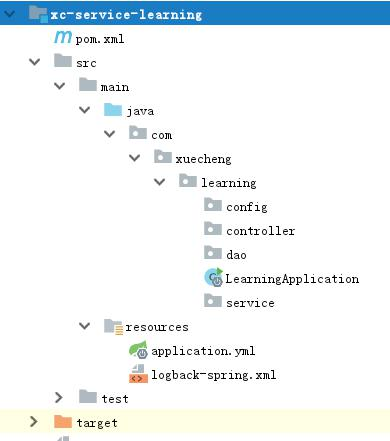 xc-service-learning
pom.xml
src
main
java
com
xuecheng
learning
config
controller
dao
LearningApplication
service
resources
application.yml
logback-spring.xml
test
target